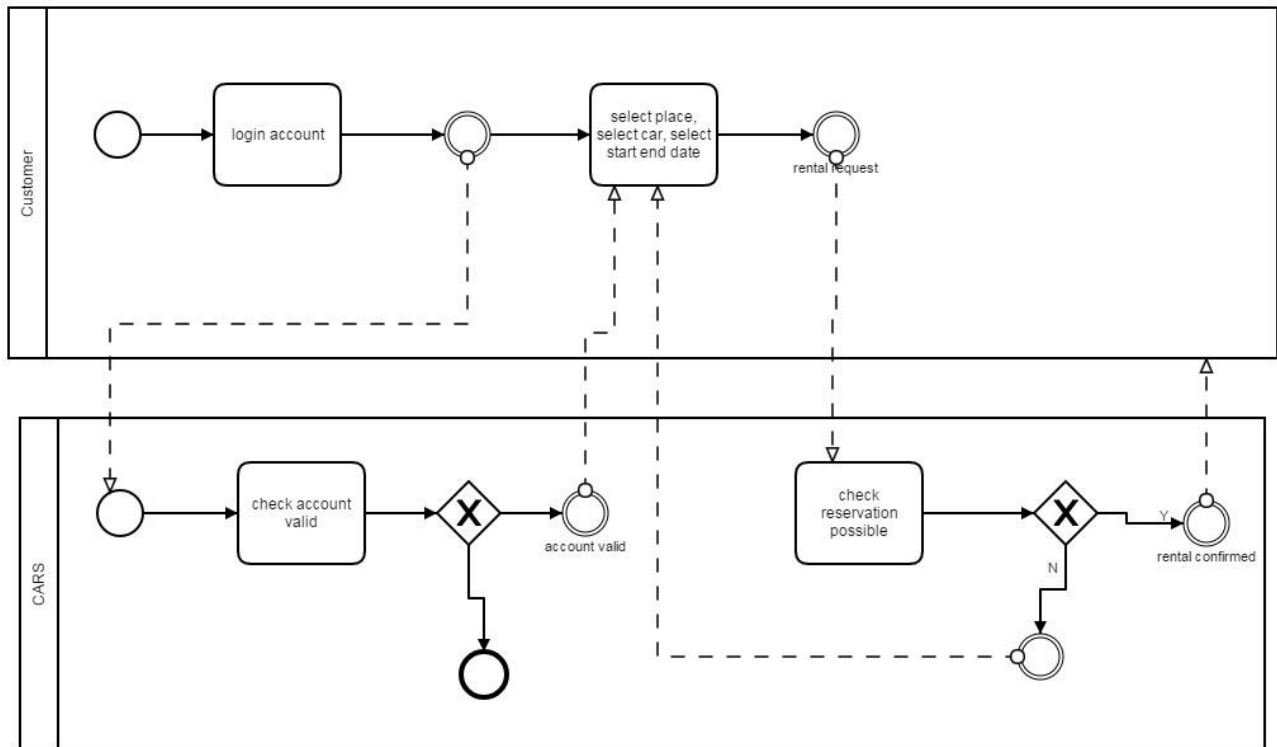 Customer
login account
select place,
select car, select
start end date
rental request
CARS
check account
valid
account valid
check
reservation
possible
Y
N
rental confirmed